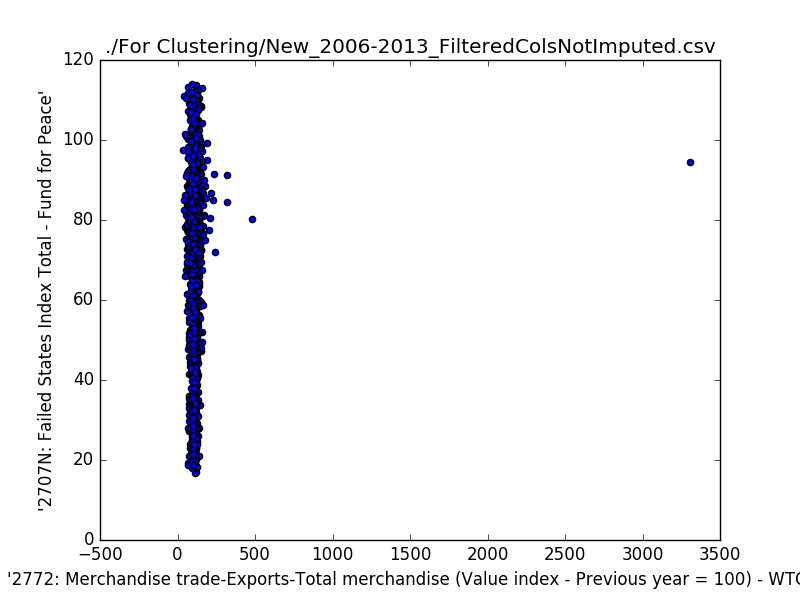 ./For Clustering/New_2006-2013_FilteredColsNotImputed.csv
120
100
80
60
40
20
0
'2707N: Failed States Index Total - Fund for Peace'
−500 0 500 1000 1500 2000 2500 3000 3500
'2772: Merchandise trade-Exports-Total merchandise (Value index - Previous year = 100) - WTO